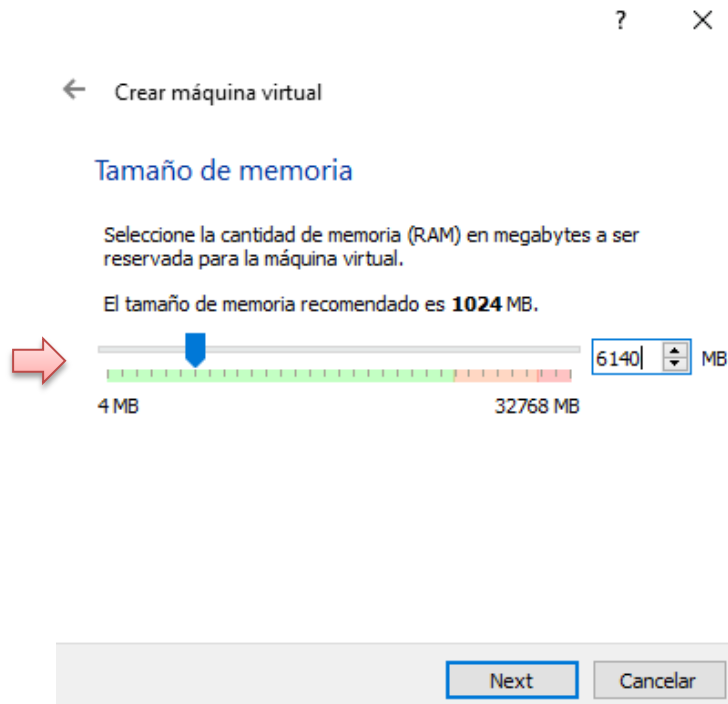 ?
Crear máquina virtual
Tamaño de memoria
Seleccione la cantidad de memoria (RAM) en megabytes a ser
reservada para la máquina virtual.
El tamaño de memoria recomendado es 1024 MB.
6140 MB
4 MB 32768 MB
Next Cancelar